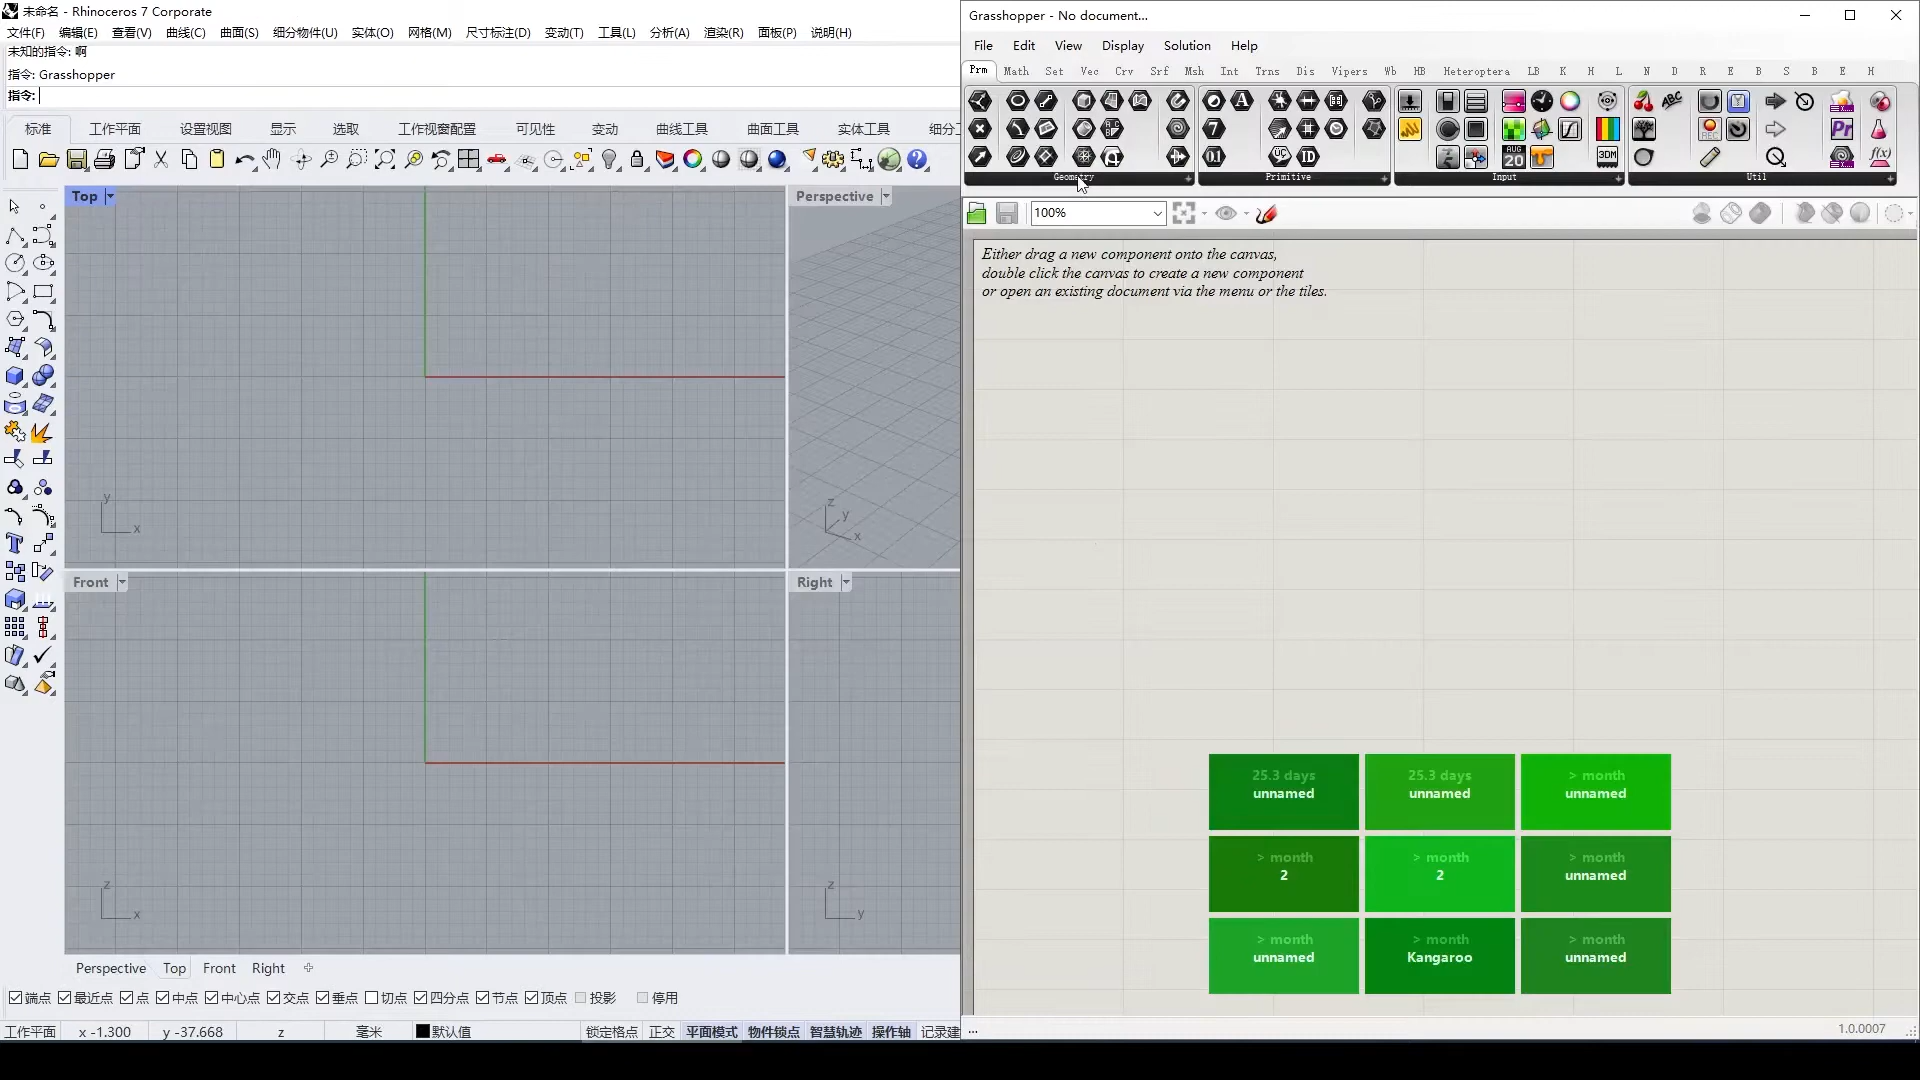 未命名 - Rhinoceros 7 Corporate
文件(F) 编辑(E) 查看(V) 曲线(C) 曲面(S) 细分物件(U) 实体(O) 网格(M) 尺寸标注(D) 变动(T) 工具(L) 分析(A) 渲染(R) 面板(P) 说明(H)
未知的指令: 啊
指令: Grasshopper
指令:
标准 工作平面 设置视图 显示 选取 工作视窗配置 可见性 变动 曲线工具 曲面工具 实体工具 细分
Top
Perspective
y
x
z
y
x
Front
Right
z
x
z
y
Perspective Top Front Right
端点 最近点 点 中点 中心点 交点 垂点 切点 四分点 节点 顶点 投影 停用
工作平面 x -1.300 y -37.668 z 毫米 默认值 锁定格点 正交 平面模式 物件锁点 智慧轨迹 操作轴 记录建
Grasshopper - No document...
File Edit View Display Solution Help
Prm Math Set Vec Crv Srf Msh Int Trns Dis Vipers Wb HB Heteroptera LB K H L N D R E B S B E H
Geometry Primitive Input Util
100%
Either drag a new component onto the canvas,
double click the canvas to create a new component
or open an existing document via the menu or the tiles.
25.3 days
unnamed
25.3 days
unnamed
> month
unnamed
> month
2
> month
2
> month
unnamed
> month
unnamed
> month
Kangaroo
> month
unnamed
...
1.0.0007